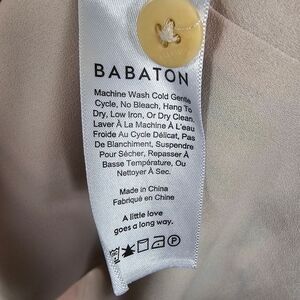 BABATON
Machine Wash Cold Gentle
Cycle, No Bleach, Hang To
Dry, Low Iron, Or Dry Clean.
Laver À La Machine À L'eau
Froide Au Cycle Délicat, Pas
De Blanchiment, Suspendre
Pour Sécher, Repasser À
Basse Température, Ou
Nettoyer À Sec.
Made in China
Fabriqué en Chine
A little love
goes a long way.